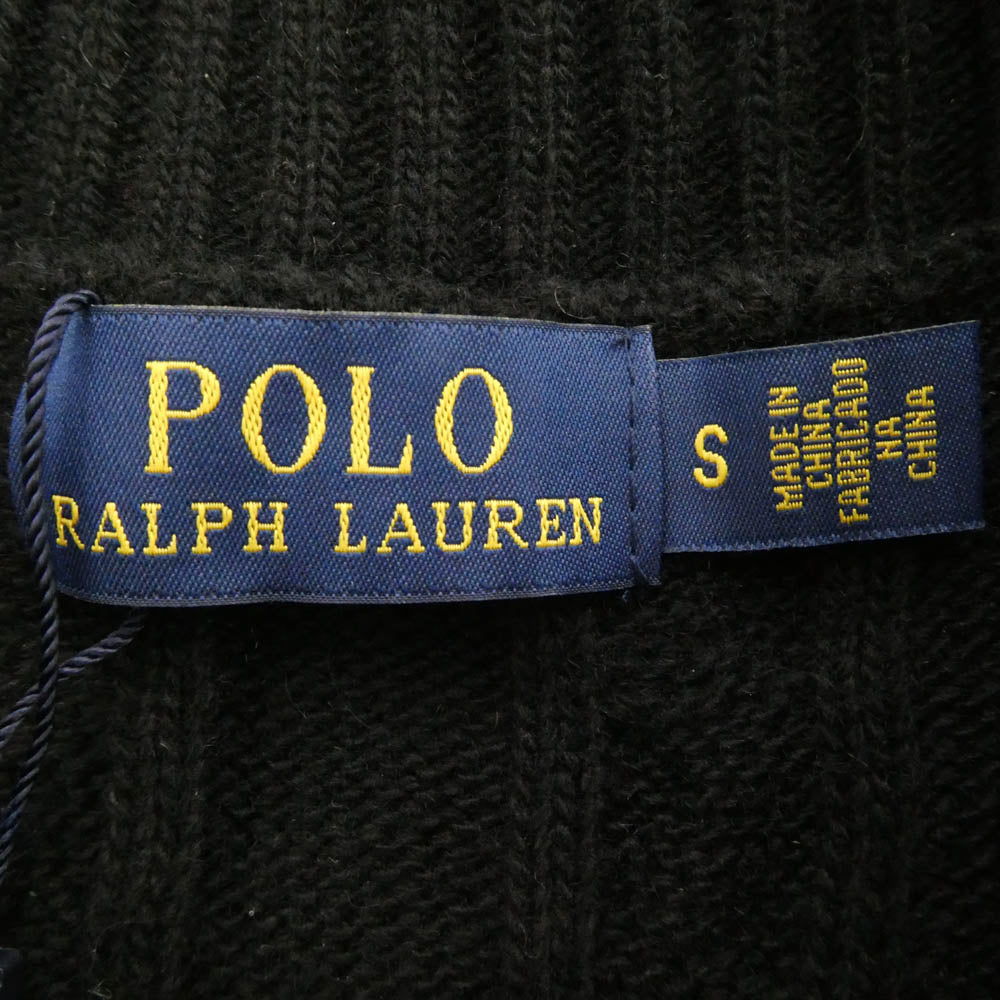 POLO
RALPH LAUREN
S
MADE IN
CHINA
FABRICADO
NA
CHINA